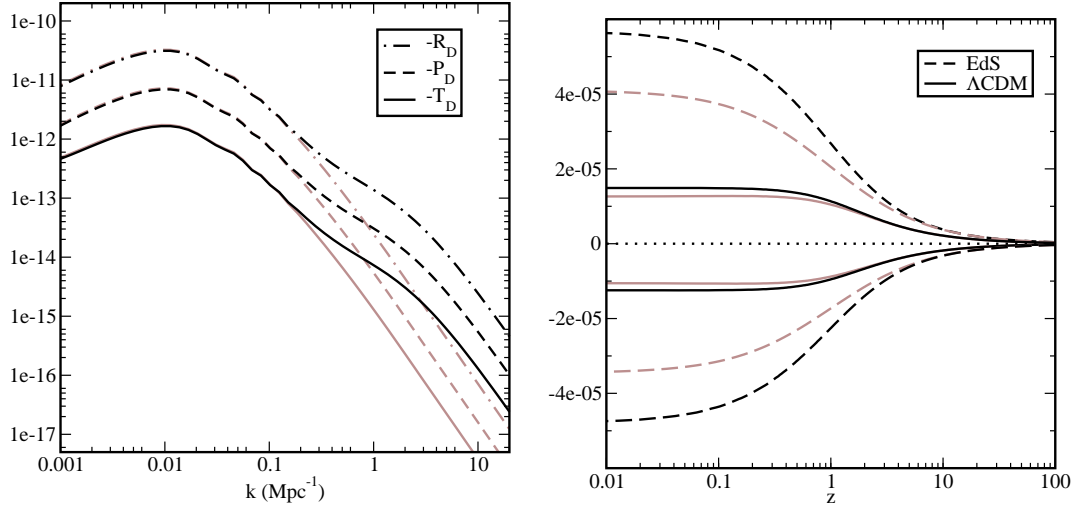 1e-10
1e-11
1e-12
1e-13
1e-14
1e-15
1e-16
1e-17
0.001
0.01
0.1
1
10
k (Mpc⁻¹)
-R_D
-P_D
-T_D
4e-05
2e-05
0
-2e-05
-4e-05
0.01
0.1
1
10
100
z
EdS
ΛCDM